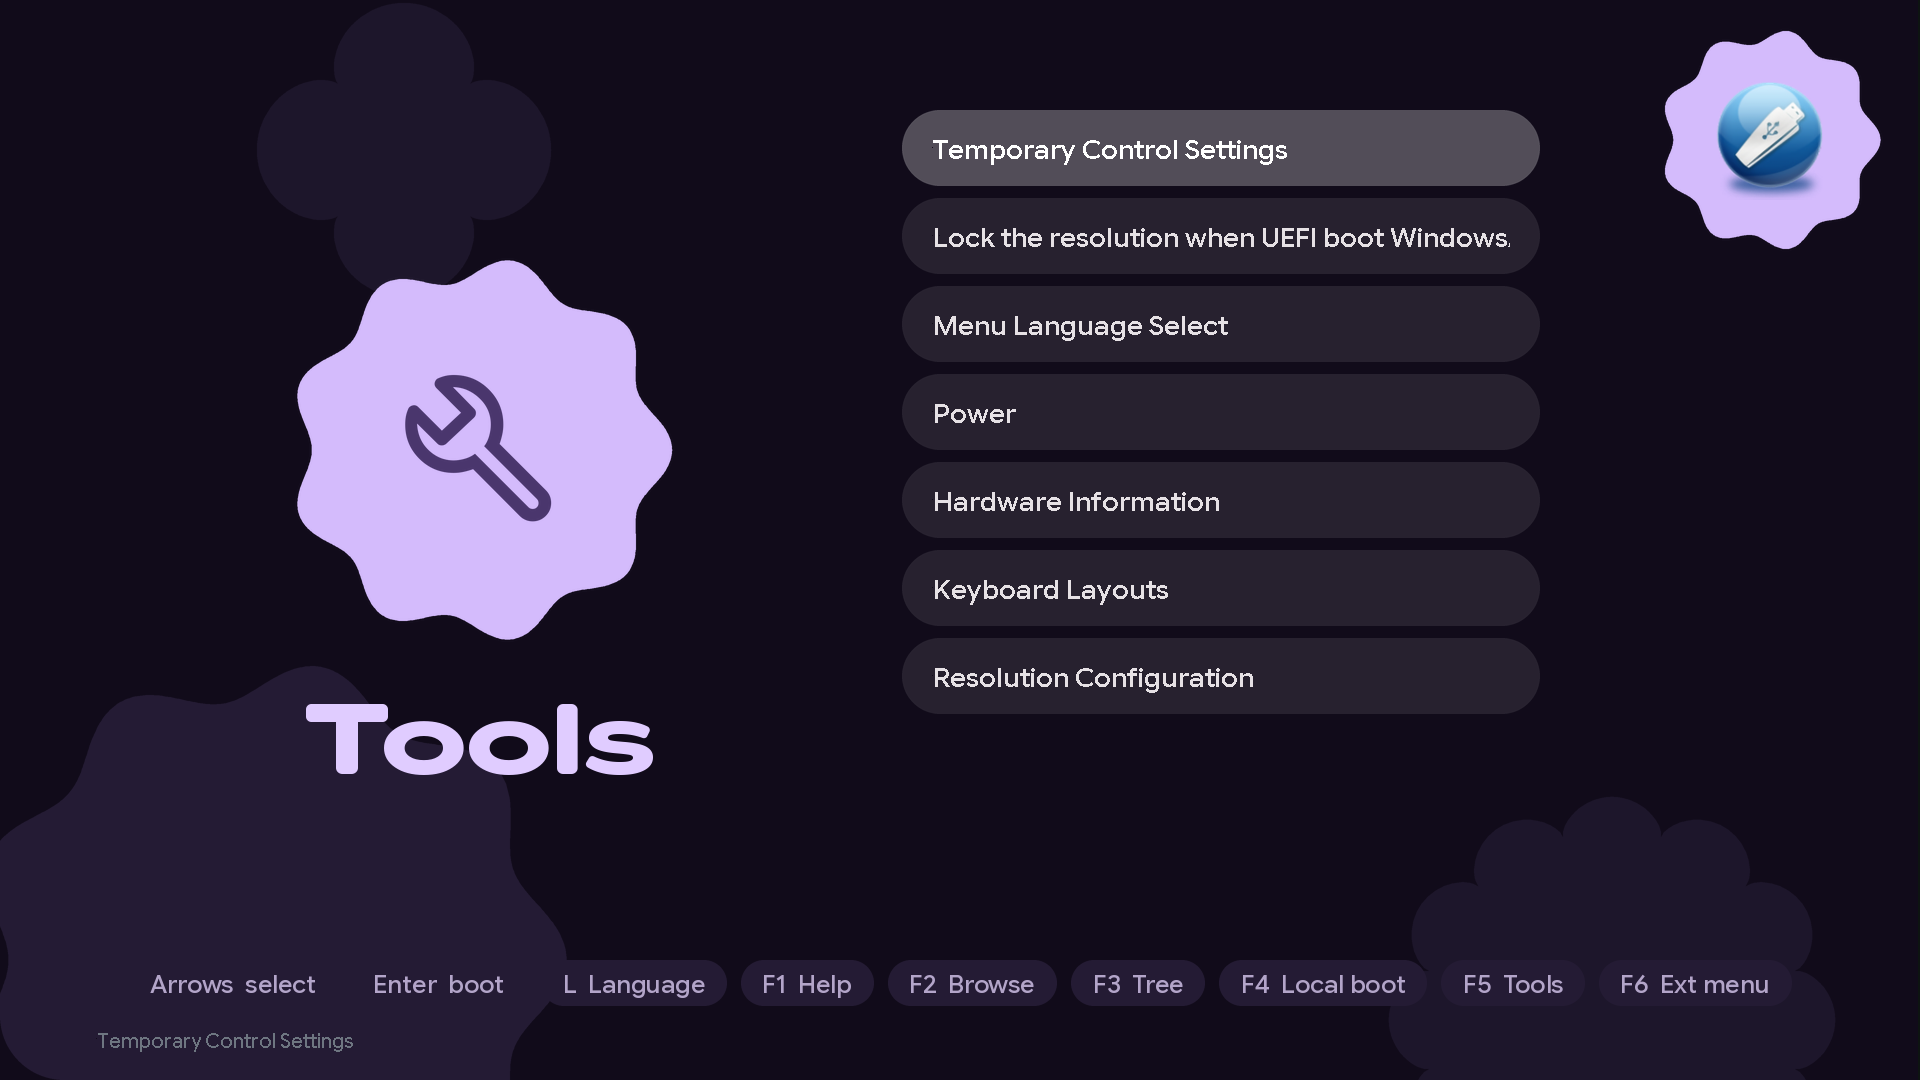 Temporary Control Settings
Lock the resolution when UEFI boot Windows.
Menu Language Select
Power
Hardware Information
Keyboard Layouts
Resolution Configuration
Tools
Arrows select Enter boot L Language F1 Help F2 Browse F3 Tree F4 Local boot F5 Tools F6 Ext menu
Temporary Control Settings